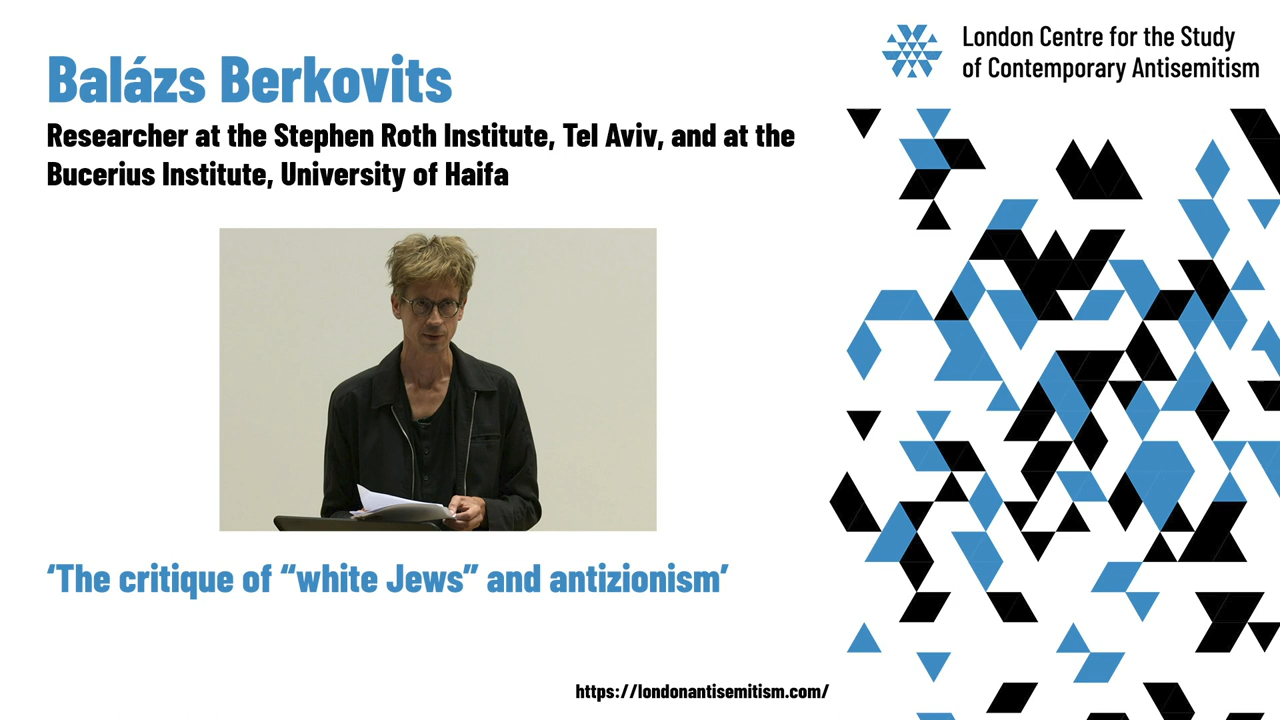 Balázs Berkovits
Researcher at the Stephen Roth Institute, Tel Aviv, and at the
Bucerius Institute, University of Haifa
London Centre for the Study
of Contemporary Antisemitism
‘The critique of “white Jews” and antizionism’
https://londonantisemitism.com/